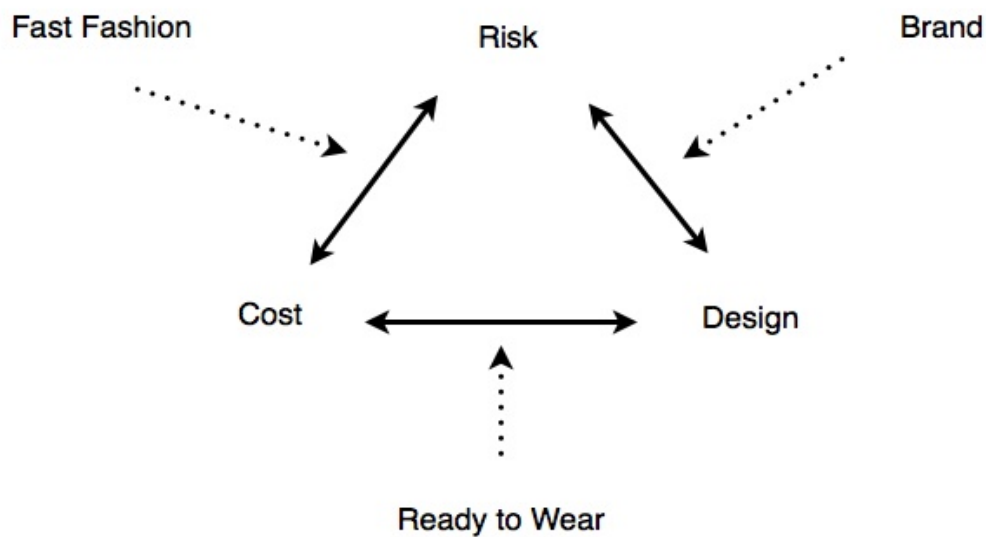 Fast Fashion
Risk
Brand
Cost
Design
Ready to Wear